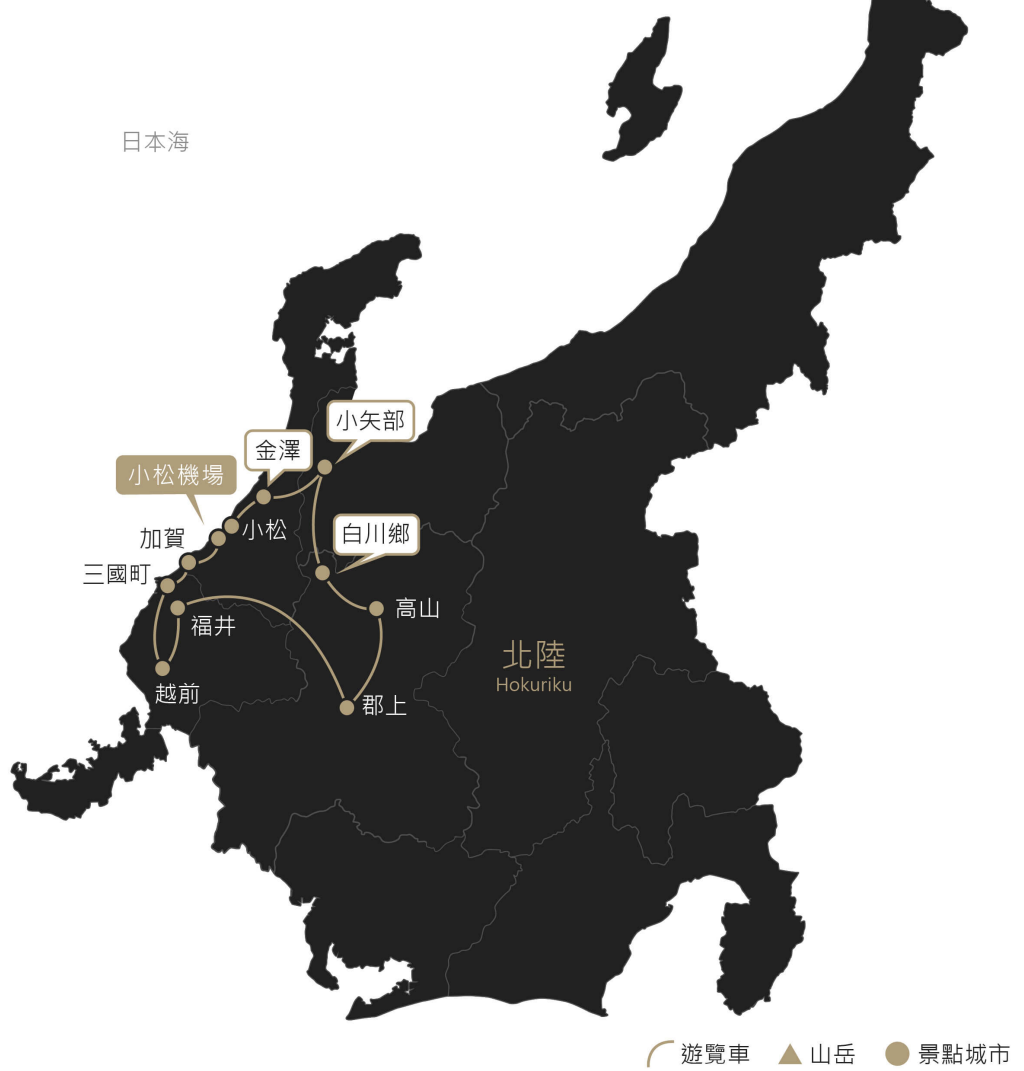 日本海
小矢部
金澤
小松機場
小松
白川鄉
加賀
三國町
高山
福井
北陸
Hokuriku
越前
郡上
遊覽車
山岳
景點城市